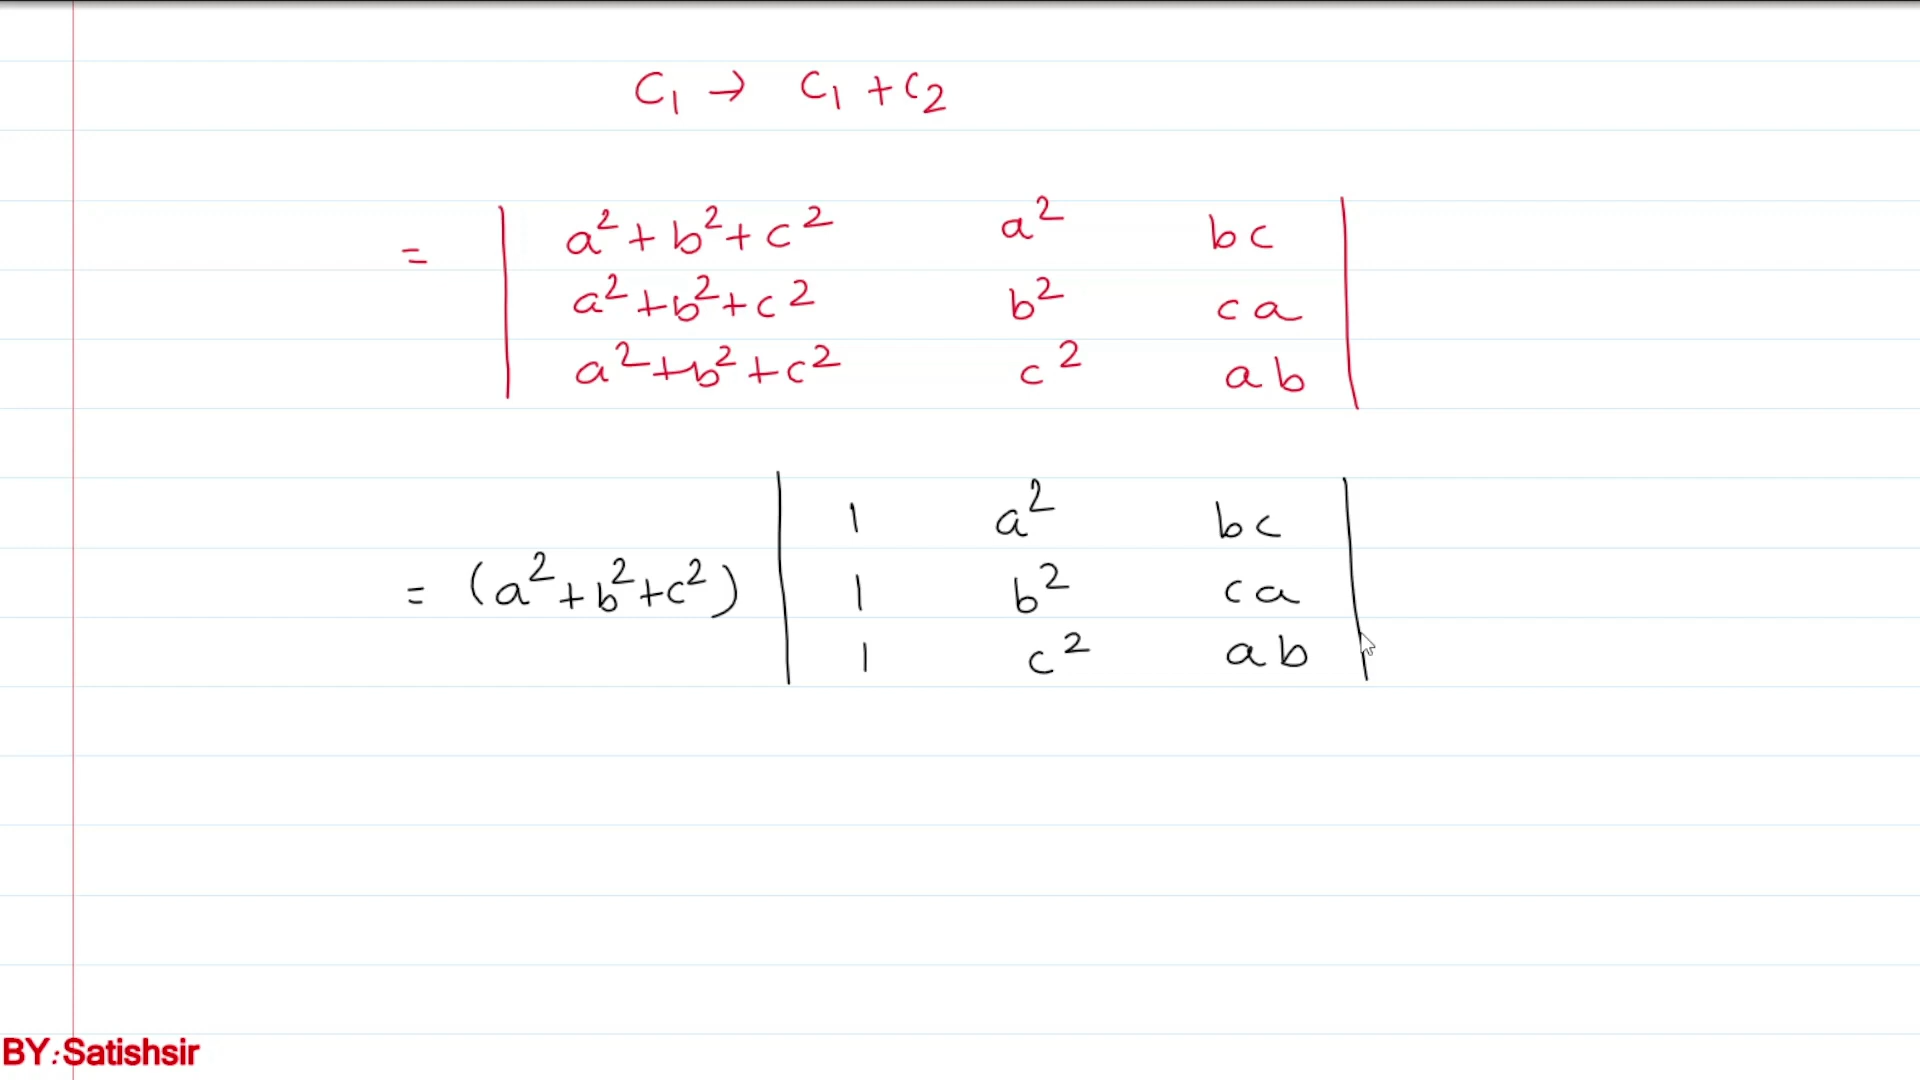 C₁ → C₁ + C₂
= | a² + b² + c² a² bc |
| a² + b² + c² b² ca |
| a² + b² + c² c² ab |
= (a² + b² + c²) | 1 a² bc |
| 1 b² ca |
| 1 c² ab |
BY:Satishsir